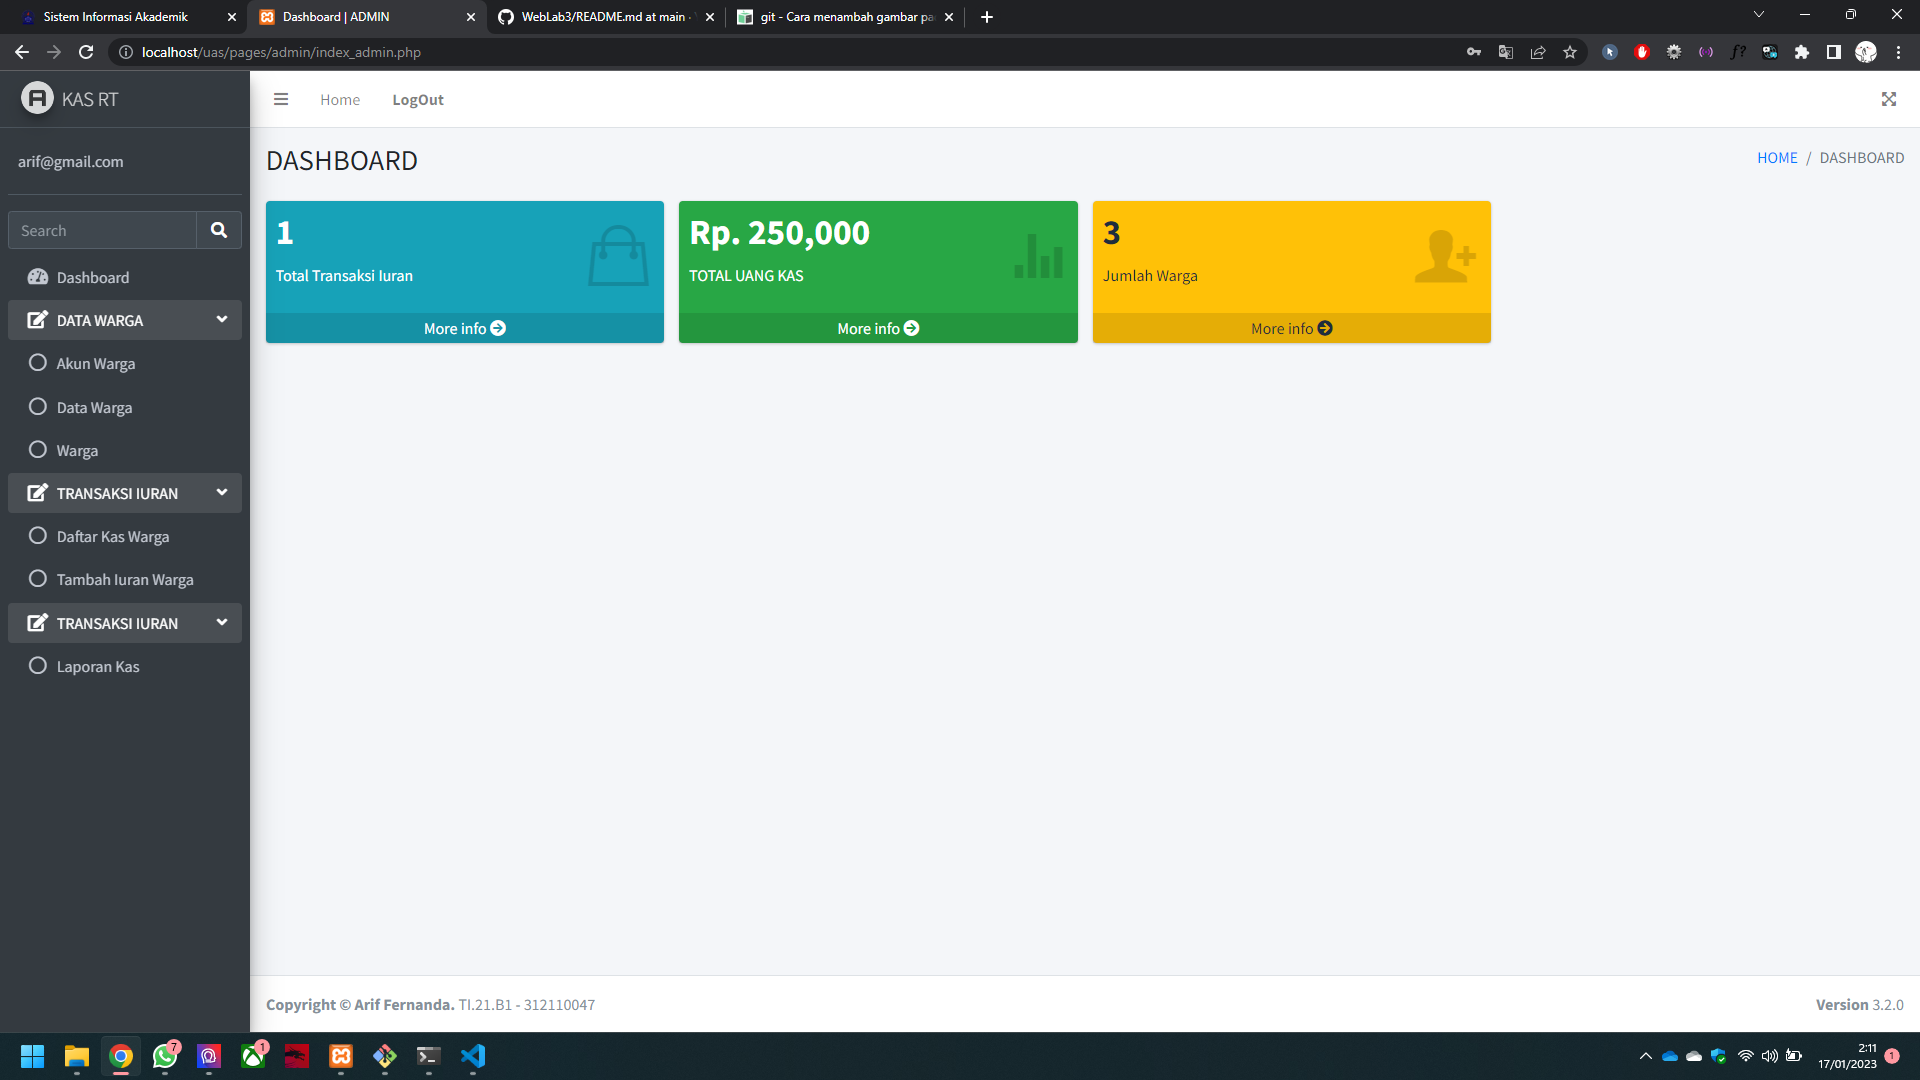 Sistem Informasi Akademik
Dashboard | ADMIN
WebLab3/README.md at main ·
git - Cara menambah gambar pa
localhost/uas/pages/admin/index_admin.php
KAS RT
Home
LogOut
arif@gmail.com
DASHBOARD
HOME / DASHBOARD
Search
1
Total Transaksi Iuran
More info
Rp. 250,000
TOTAL UANG KAS
More info
3
Jumlah Warga
More info
Dashboard
DATA WARGA
Akun Warga
Data Warga
Warga
TRANSAKSI IURAN
Daftar Kas Warga
Tambah Iuran Warga
TRANSAKSI IURAN
Laporan Kas
Copyright © Arif Fernanda. TI.21.B1 - 312110047
Version 3.2.0
7
1
2:11
17/01/2023
1